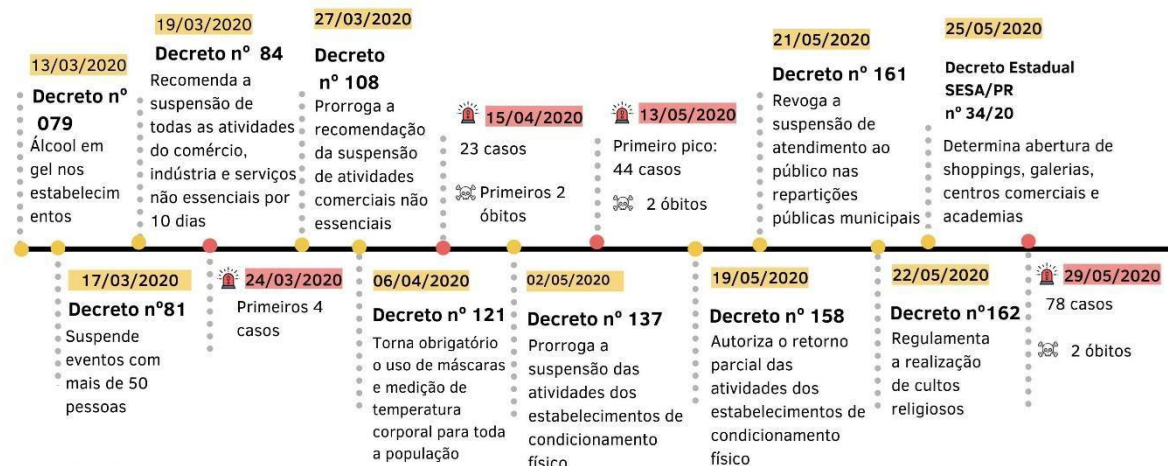 13/03/2020
Decreto nº
079
Álcool em
gel nos
estabelecim
entos
17/03/2020
Decreto nº81
Suspende
eventos com
mais de 50
pessoas
19/03/2020
Decreto nº 84
Recomenda a
suspensão de
todas as atividades
do comércio,
indústria e serviços
não essenciais por
10 dias
24/03/2020
Primeiros 4
casos
27/03/2020
Decreto
nº 108
Prorroga a
recomendação
da suspensão
de atividades
comerciais não
essenciais
06/04/2020
Decreto nº 121
Torna obrigatório
o uso de máscaras
e medição de
temperatura
corporal para toda
a população
15/04/2020
23 casos
Primeiros 2
óbitos
02/05/2020
Decreto nº 137
Prorroga a
suspensão das
atividades dos
estabelecimentos de
condicionamento
físico
13/05/2020
Primeiro pico:
44 casos
2 óbitos
19/05/2020
Decreto nº 158
Autoriza o retorno
parcial das
atividades dos
estabelecimentos de
condicionamento
físico
21/05/2020
Decreto nº 161
Revoga a
suspensão de
atendimento ao
público nas
repartições
públicas municipais
22/05/2020
Decreto nº162
Regulamenta
a realização
de cultos
religiosos
25/05/2020
Decreto Estadual
SESA/PR
nº 34/20
Determina abertura de
shoppings, galerias,
centros comerciais e
academias
29/05/2020
78 casos
2 óbitos